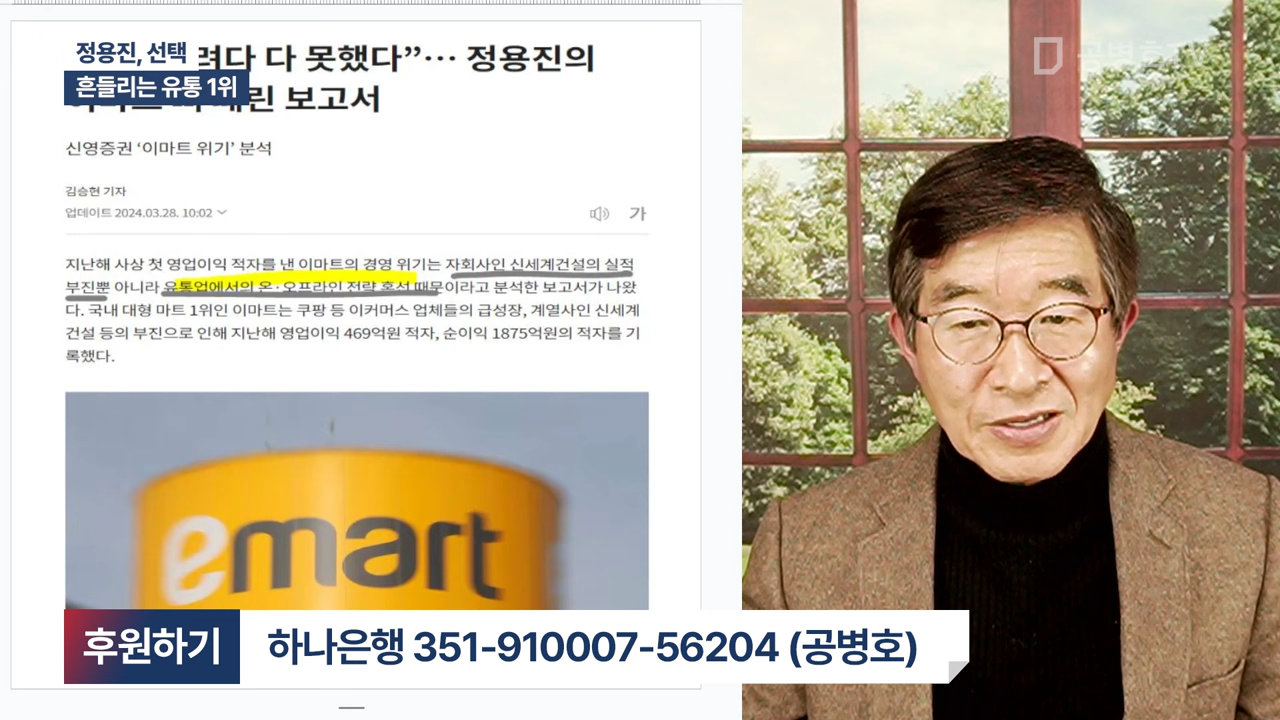 정용진, 선택
흔들리는 유통 1위
려다 다 못했다”… 정용진의
린 보고서
신영증권 ‘이마트 위기’ 분석
김승현 기자
업데이트 2024.03.28. 10:02
가
지난해 사상 첫 영업이익 적자를 낸 이마트의 경영 위기는 자회사인 신세계건설의 실적
부진뿐 아니라 유통업에서의 온·오프라인 전략 혼선 때문이라고 분석한 보고서가 나왔
다. 국내 대형 마트 1위인 이마트는 쿠팡 등 이커머스 업체들의 급성장, 계열사인 신세계
건설 등의 부진으로 인해 지난해 영업이익 469억원 적자, 순이익 1875억원의 적자를 기
록했다.
emart
공병호TV
후원하기
하나은행 351-910007-56204 (공병호)